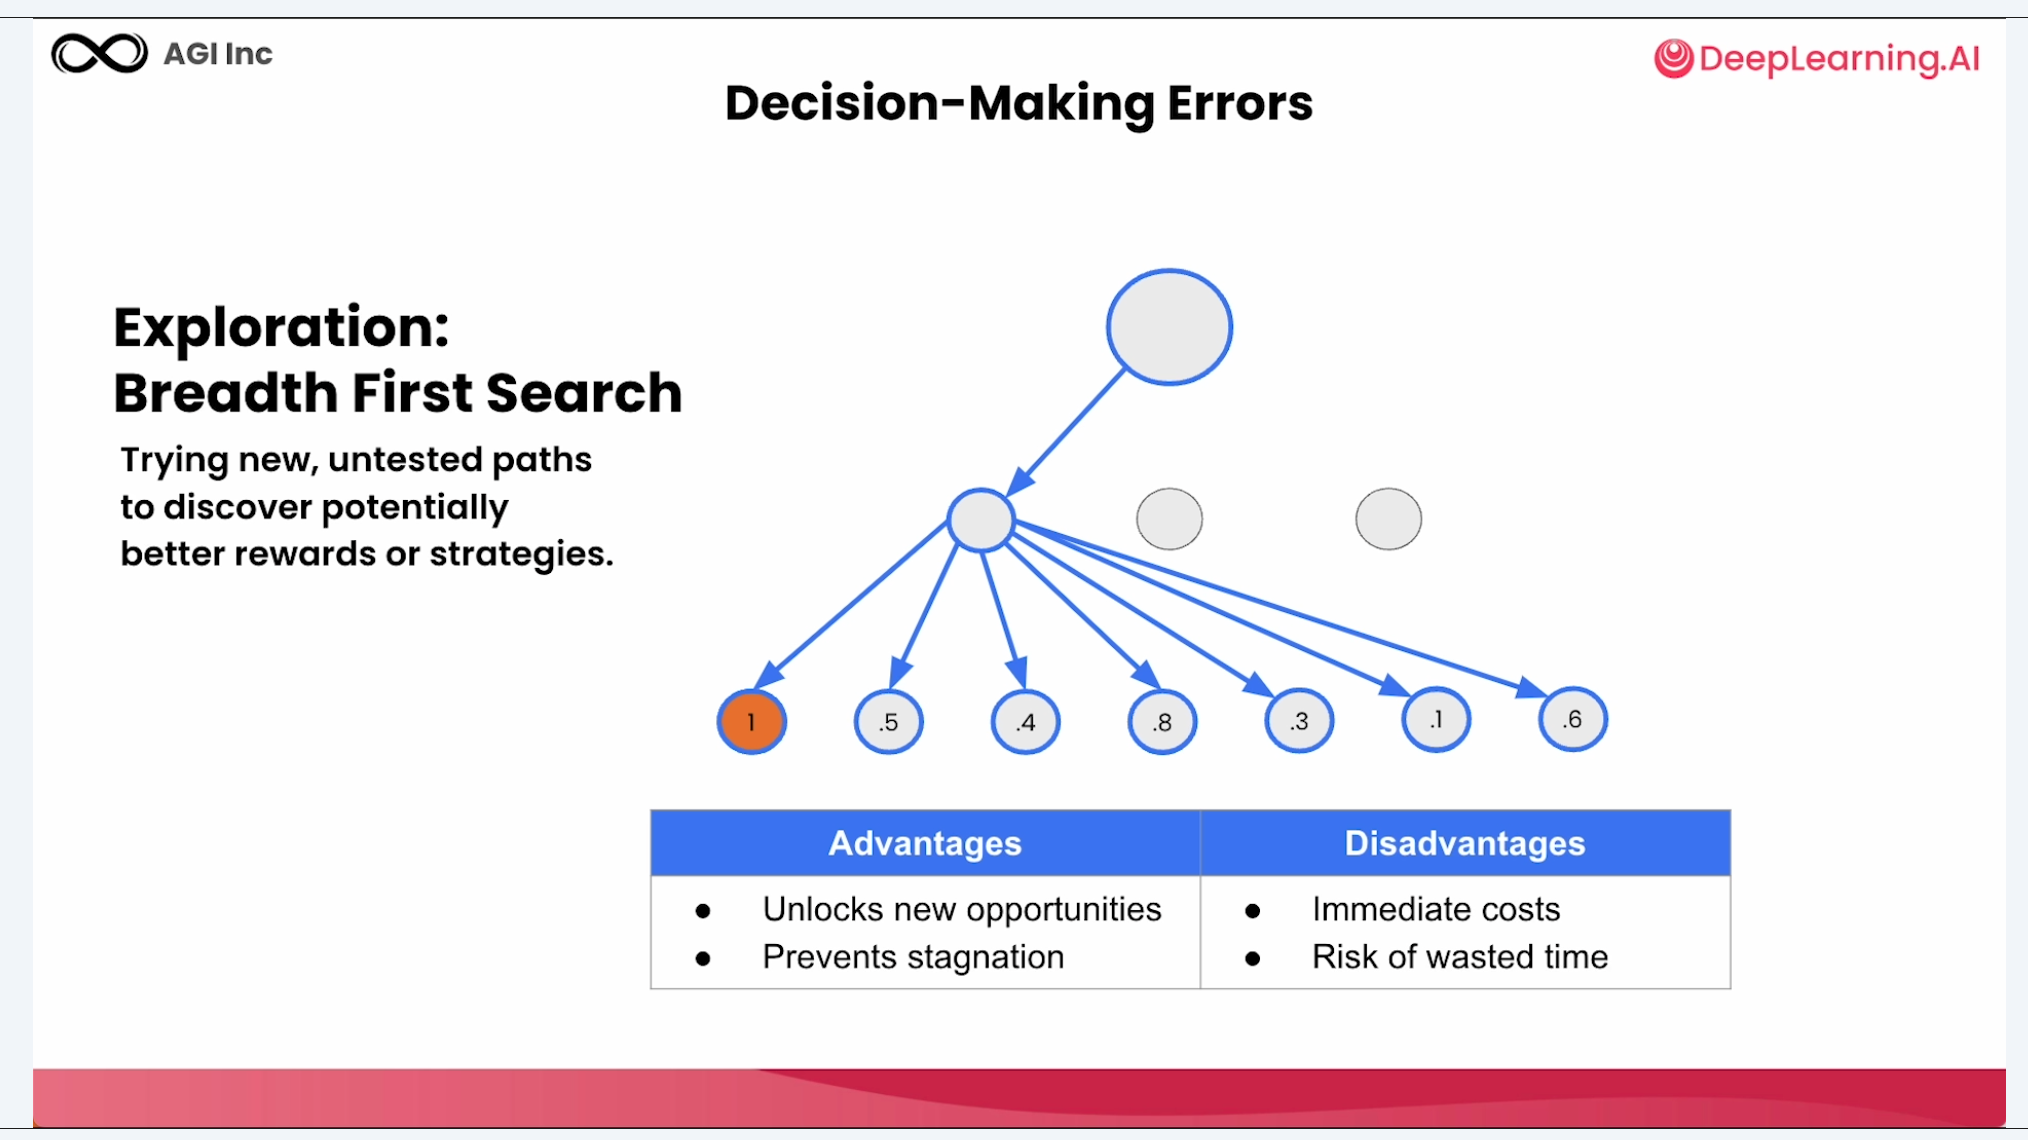 AGI Inc
DeepLearning.AI
Decision-Making Errors
Exploration:
Breadth First Search
Trying new, untested paths
to discover potentially
better rewards or strategies.
1
.5
.4
.8
.3
.1
.6
Advantages
Disadvantages
● Unlocks new opportunities
● Prevents stagnation
● Immediate costs
● Risk of wasted time